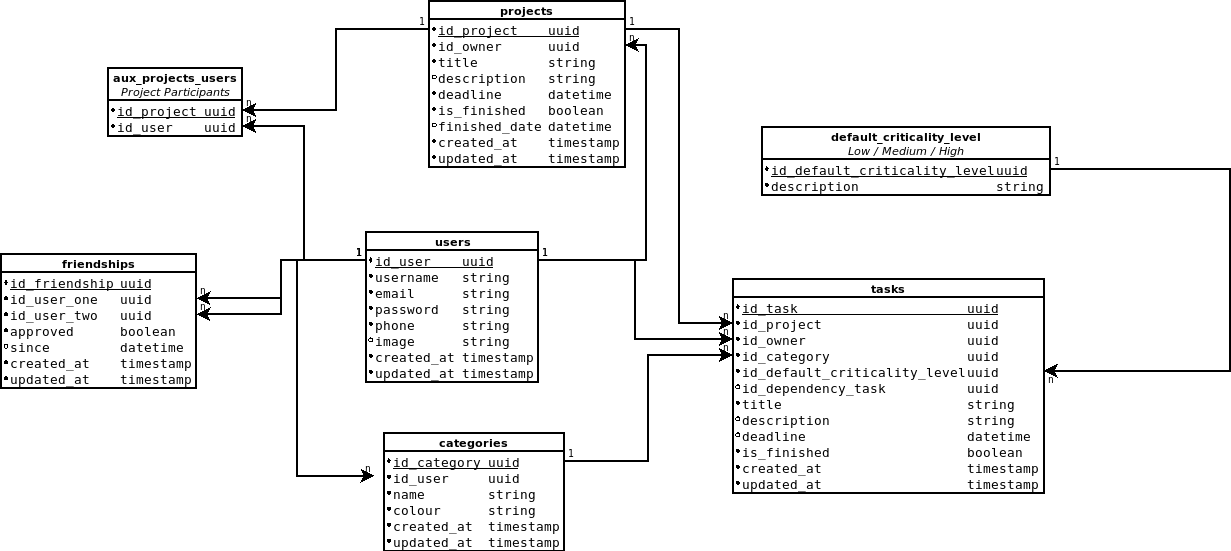 projects
1
1
id_project uuid
n
id_owner uuid
title string
description string
deadline datetime
is_finished boolean
finished_date datetime
created_at timestamp
updated_at timestamp
aux_projects_users
Project Participants
n
id_project uuid
n
id_user uuid
default_criticality_level
Low / Medium / High
1
id_default_criticality_level uuid
description string
users
1
1
id_user uuid
username string
email string
password string
phone string
image string
created_at timestamp
updated_at timestamp
friendships
id_friendship uuid
n
id_user_one uuid
n
id_user_two uuid
approved boolean
since datetime
created_at timestamp
updated_at timestamp
tasks
id_task uuid
n
id_project uuid
n
id_owner uuid
n
id_category uuid
id_default_criticality_level uuid
n
id_dependency_task uuid
title string
description string
deadline datetime
is_finished boolean
created_at timestamp
updated_at timestamp
categories
1
id_category uuid
n
id_user uuid
name string
colour string
created_at timestamp
updated_at timestamp